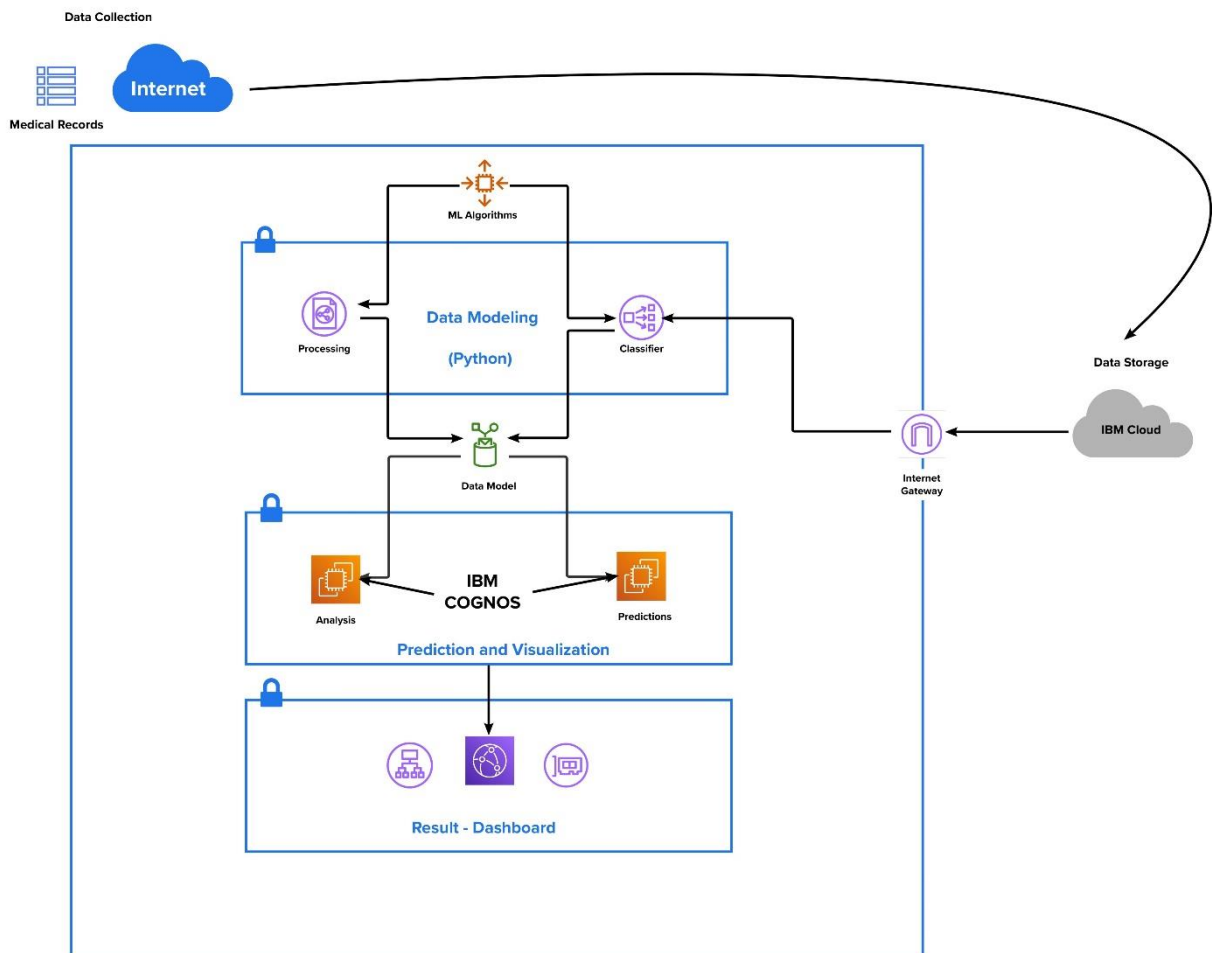 Data Collection
Internet
Medical Records
ML Algorithms
Data Modeling
(Python)
Processing
Classifier
Data Storage
IBM Cloud
Internet
Gateway
Data Model
IBM
COGNOS
Analysis
Predictions
Prediction and Visualization
Result - Dashboard